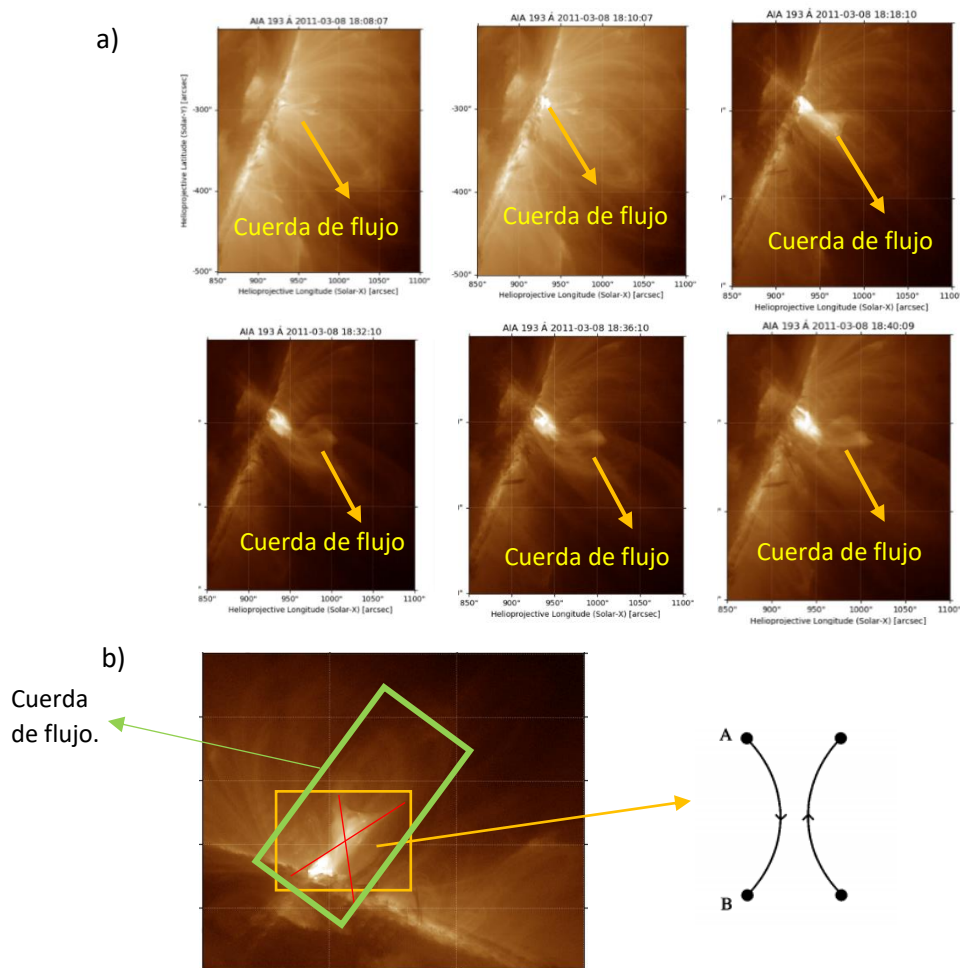 a)
AIA 193 Å 2011-03-08 18:08:07
AIA 193 Å 2011-03-08 18:10:07
AIA 193 Å 2011-03-08 18:18:10
Helioprojective Latitude (Solar-Y) [arcsec]
-300"
-400"
-500"
-300"
-400"
-500"
"
"
"
Cuerda de flujo
Cuerda de flujo
Cuerda de flujo
850" 900" 950" 1000" 1050" 1100"
850" 900" 950" 1000" 1050" 1100"
850" 900" 950" 1000" 1050" 1100"
Helioprojective Longitude (Solar-X) [arcsec]
Helioprojective Longitude (Solar-X) [arcsec]
Helioprojective Longitude (Solar-X) [arcsec]
AIA 193 Å 2011-03-08 18:32:10
AIA 193 Å 2011-03-08 18:36:10
AIA 193 Å 2011-03-08 18:40:09
"
"
"
"
"
"
"
"
"
Cuerda de flujo
Cuerda de flujo
Cuerda de flujo
850" 900" 950" 1000" 1050" 1100"
850" 900" 950" 1000" 1050" 1100"
850" 900" 950" 1000" 1050" 1100"
Helioprojective Longitude (Solar-X) [arcsec]
Helioprojective Longitude (Solar-X) [arcsec]
Helioprojective Longitude (Solar-X) [arcsec]
b)
Cuerda
de flujo.
A
B